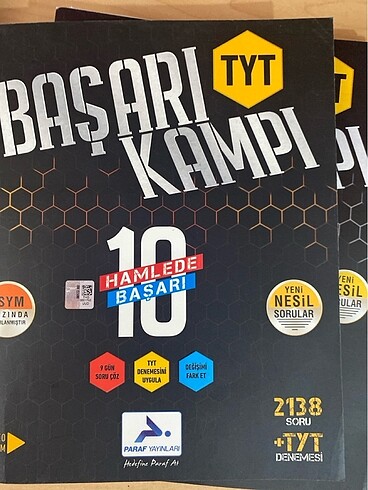 TYT
BAŞARI
KAMPI
10
HAMLEDE
BAŞARI
YENİ
NESİL
SORULAR
9 GÜN
SORU ÇÖZ
TYT
DENEMESİNİ
UYGULA
DEĞİŞİMİ
FARK ET
PARAF YAYINLARI
Hedefine Paraf At
2138
SORU
+TYT
DENEMESİ